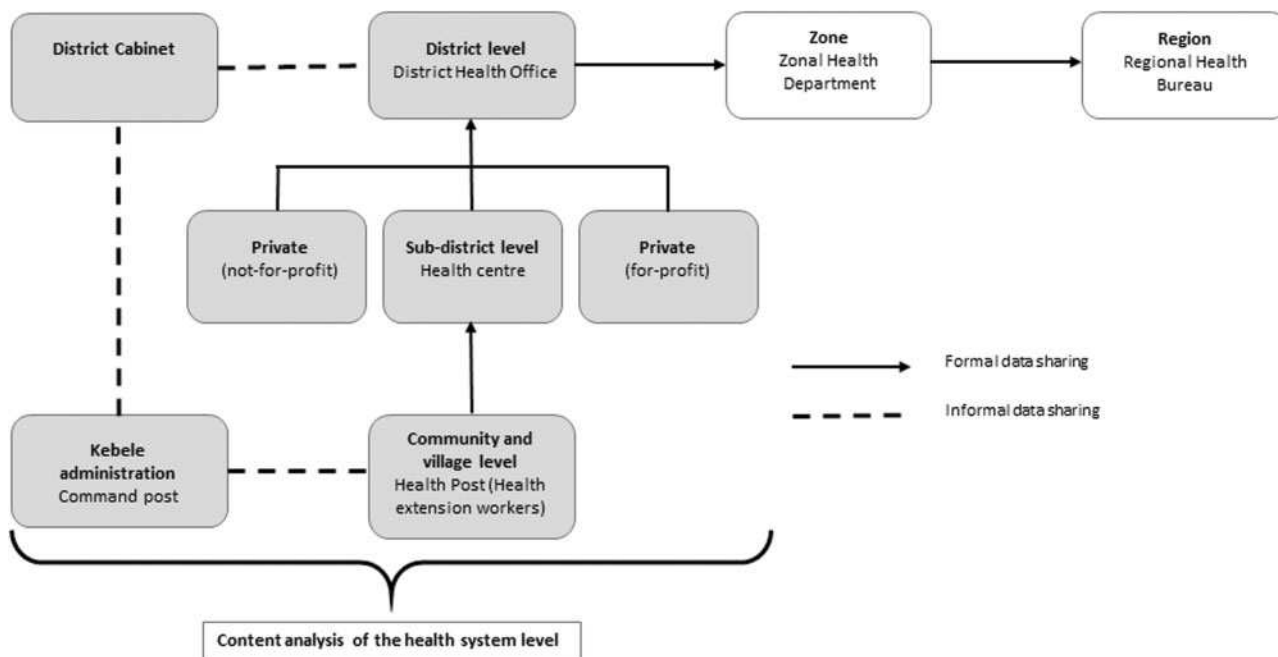 District Cabinet
District level
District Health Office
Zone
Zonal Health
Department
Region
Regional Health
Bureau
Private
(not-for-profit)
Sub-district level
Health centre
Private
(for-profit)
Formal data sharing
Informal data sharing
Kebele
administration
Command post
Community and
village level
Health Post (Health
extension workers)
Content analysis of the health system level